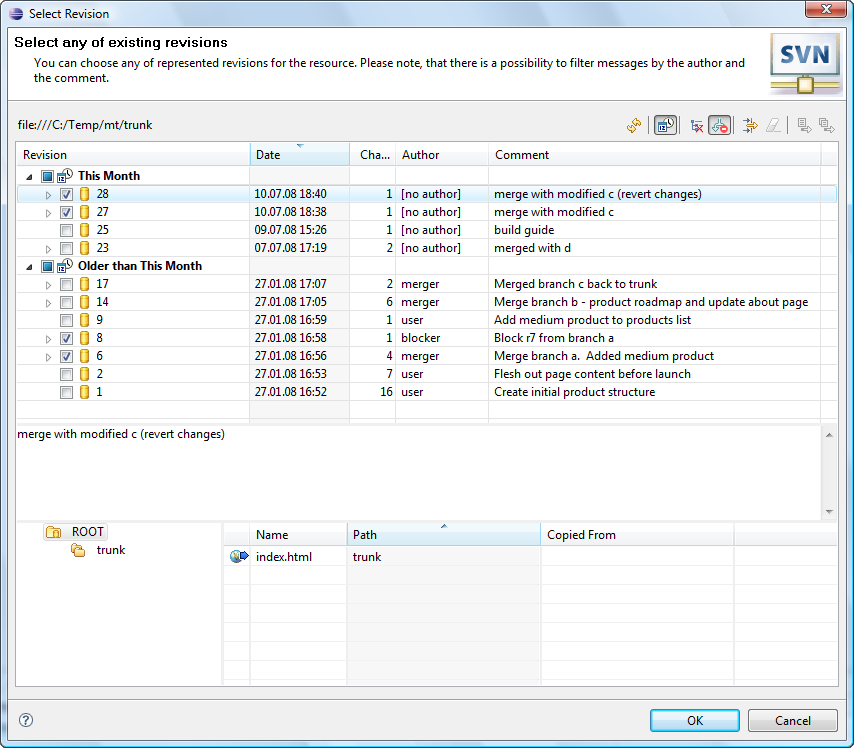 Select Revision
Select any of existing revisions
You can choose any of represented revisions for the resource. Please note, that there is a possibility to filter messages by the author and
the comment.
SVN
file:///C:/Temp/mt/trunk
Revision Date Cha... Author Comment
This Month
28 10.07.08 18:40 1 [no author] merge with modified c (revert changes)
27 10.07.08 18:38 1 [no author] merge with modified c
25 09.07.08 15:26 1 [no author] build guide
23 07.07.08 17:19 2 [no author] merged with d
Older than This Month
17 27.01.08 17:07 2 merger Merged branch c back to trunk
14 27.01.08 17:05 6 merger Merge branch b - product roadmap and update about page
9 27.01.08 16:59 1 user Add medium product to products list
8 27.01.08 16:58 1 blocker Block r7 from branch a
6 27.01.08 16:56 4 merger Merge branch a.  Added medium product
2 27.01.08 16:53 7 user Flesh out page content before launch
1 27.01.08 16:52 16 user Create initial product structure
merge with modified c (revert changes)
ROOT
trunk
Name Path Copied From
index.html trunk
OK Cancel